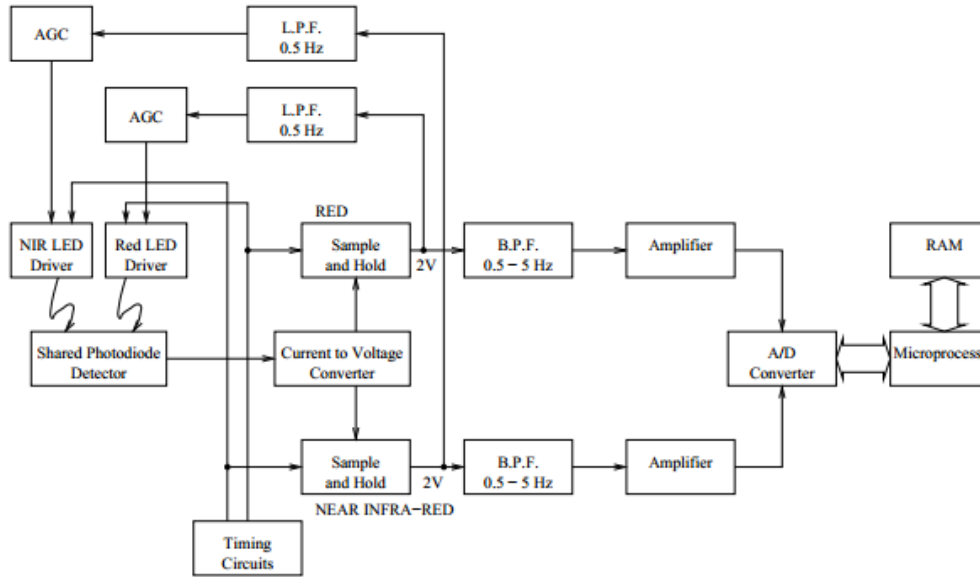 AGC
L.P.F.
0.5 Hz
AGC
L.P.F.
0.5 Hz
RED
NIR LED
Driver
Red LED
Driver
Sample
and Hold
2V
B.P.F.
0.5 − 5 Hz
Amplifier
RAM
Shared Photodiode
Detector
Current to Voltage
Converter
A/D
Converter
Microprocess
Sample
and Hold
2V
B.P.F.
0.5 − 5 Hz
Amplifier
NEAR INFRA−RED
Timing
Circuits